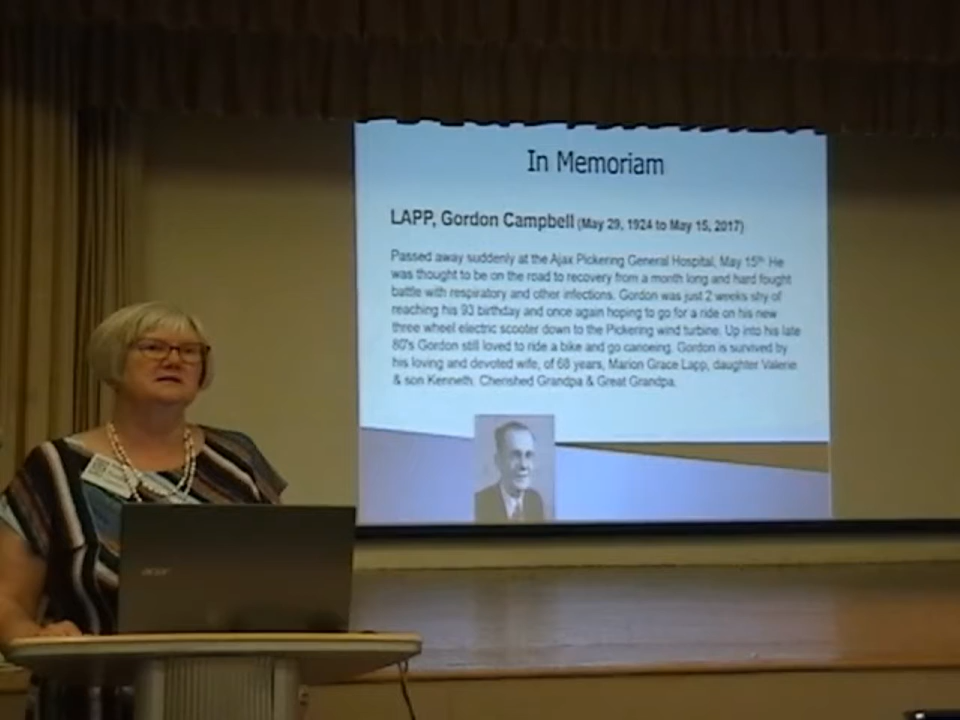 In Memoriam
LAPP, Gordon Campbell (May 29, 1924 to May 15, 2017)
Passed away suddenly at the Ajax Pickering General Hospital, May 15th. He
was thought to be on the road to recovery from a month long and hard fought
battle with respiratory and other infections. Gordon was just 2 weeks shy of
reaching his 93 birthday and once again hoping to go for a ride on his new
three wheel electric scooter down to the Pickering wind turbine. Up into his late
80's Gordon still loved to ride a bike and go canoeing. Gordon is survived by
his loving and devoted wife, of 68 years, Marion Grace Lapp, daughter Valerie
& son Kenneth. Cherished Grandpa & Great Grandpa.
acer